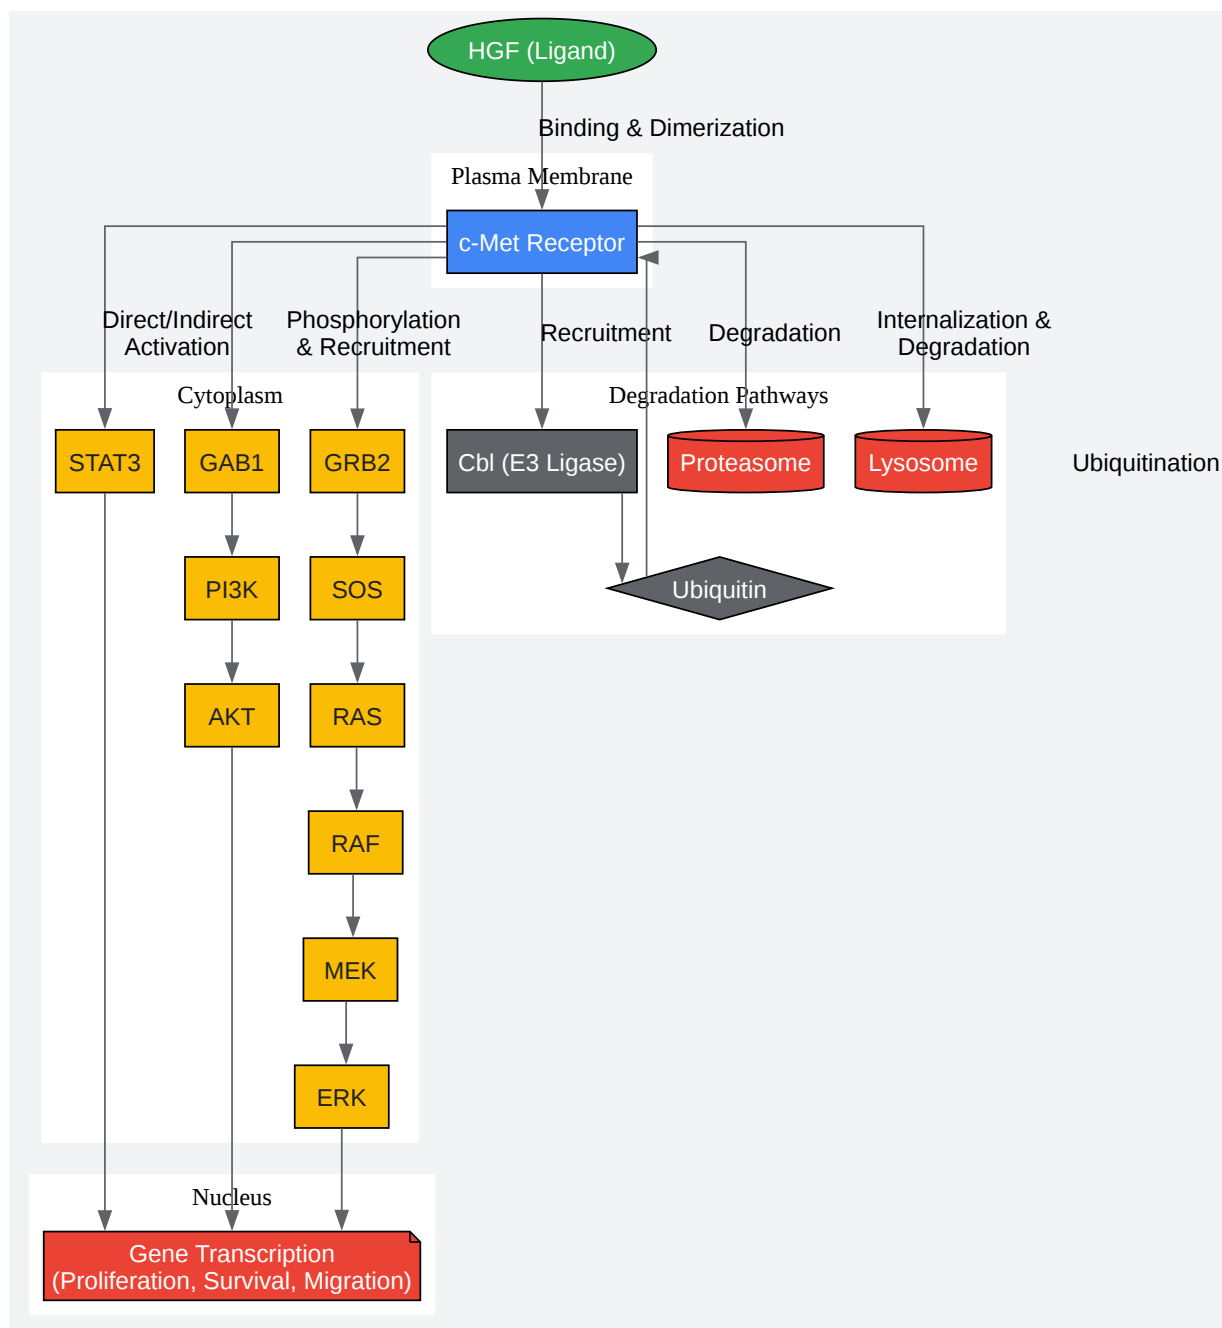 HGF (Ligand)
Binding & Dimerization
Plasma Membrane
c-Met Receptor
Direct/Indirect
Activation
Phosphorylation
& Recruitment
Recruitment
Degradation
Internalization &
Degradation
Cytoplasm
Degradation Pathways
STAT3
GAB1
GRB2
Cbl (E3 Ligase)
Proteasome
Lysosome
Ubiquitination
PI3K
SOS
Ubiquitin
AKT
RAS
RAF
MEK
ERK
Nucleus
Gene Transcription
(Proliferation, Survival, Migration)